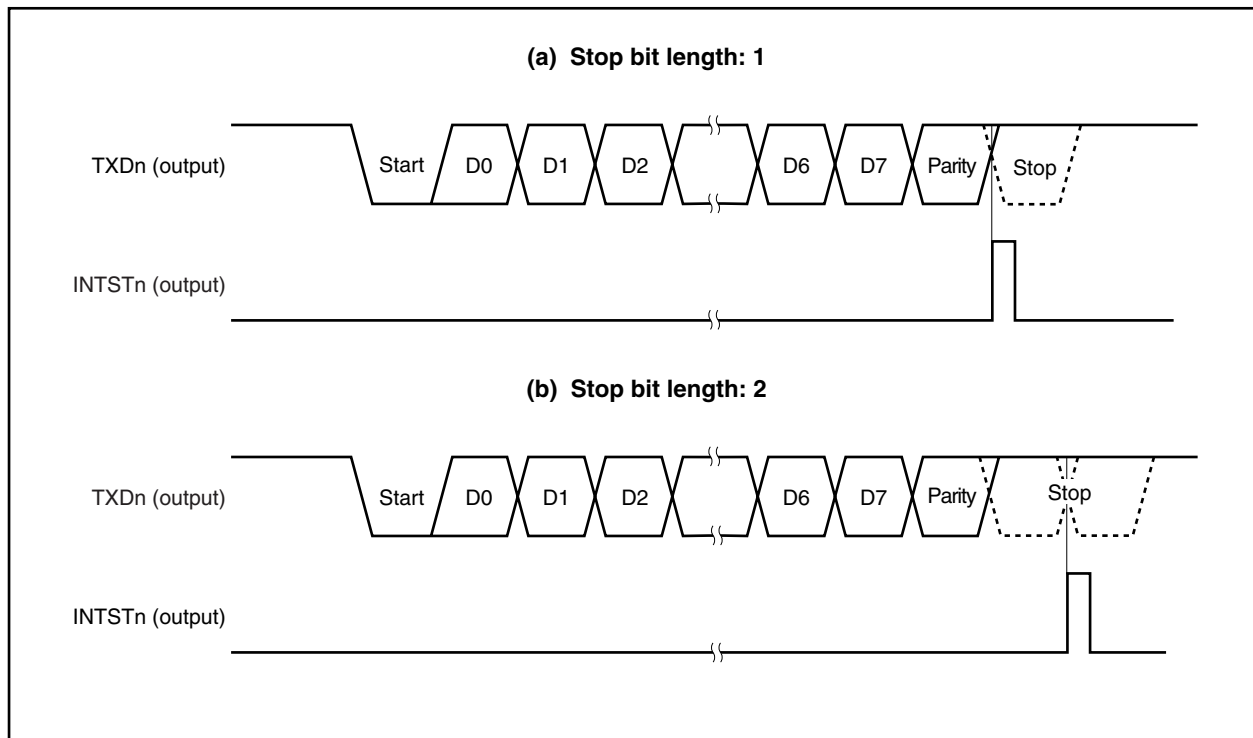 (a) Stop bit length: 1
TXDn (output)
Start D0 D1 D2 D6 D7 Parity Stop
INTSTn (output)
(b) Stop bit length: 2
TXDn (output)
Start D0 D1 D2 D6 D7 Parity Stop
INTSTn (output)